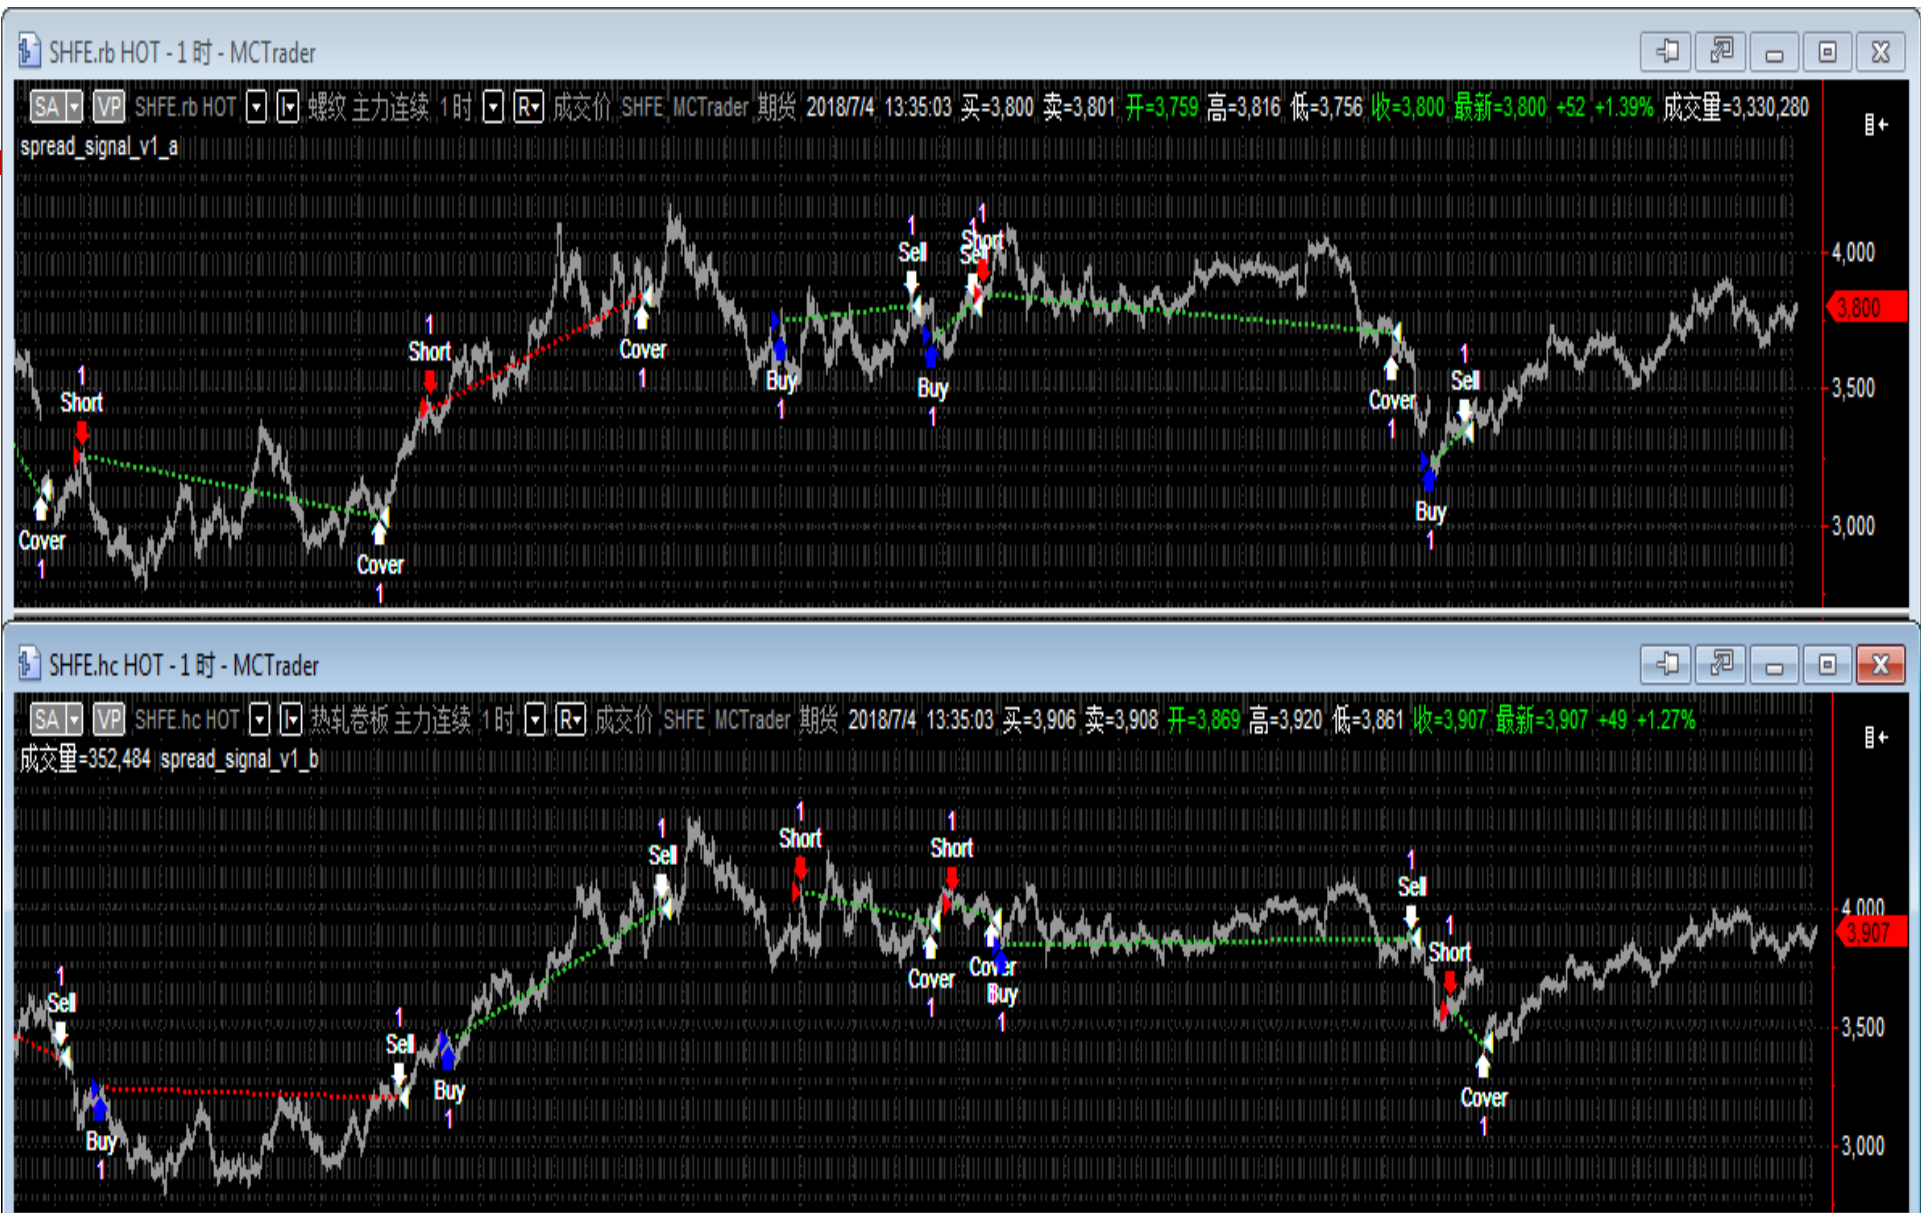 SHFE.rb HOT - 1 时 - MCTrader
SA VP SHFE.rb HOT 螺纹 主力连续 1时 R 成交价 SHFE MCTrader 期货 2018/7/4 13:35:03 买=3,800 卖=3,801 开=3,759 高=3,816 低=3,756 收=3,800 最新=3,800 +52 +1.39% 成交量=3,330,280
spread_signal_v1_a
1
Short
Cover
1
Cover
1
1
Short
Cover
1
Buy
1
1
Sell
Buy
1
1
1
Short
Sell
Cover
1
Buy
1
1
Sell
4,000
3,800
3,500
3,000
SHFE.hc HOT - 1 时 - MCTrader
SA VP SHFE.hc HOT 热轧卷板 主力连续 1时 R 成交价 SHFE MCTrader 期货 2018/7/4 13:35:03 买=3,906 卖=3,908 开=3,869 高=3,920 低=3,861 收=3,907 最新=3,907 +49 +1.27%
成交量=352,484 spread_signal_v1_b
1
Sell
Buy
1
1
Sell
Buy
1
1
Sell
1
Short
Cover
1
1
Short
Cover
Buy
1
1
Sell
1
Short
Cover
1
4,000
3,907
3,500
3,000